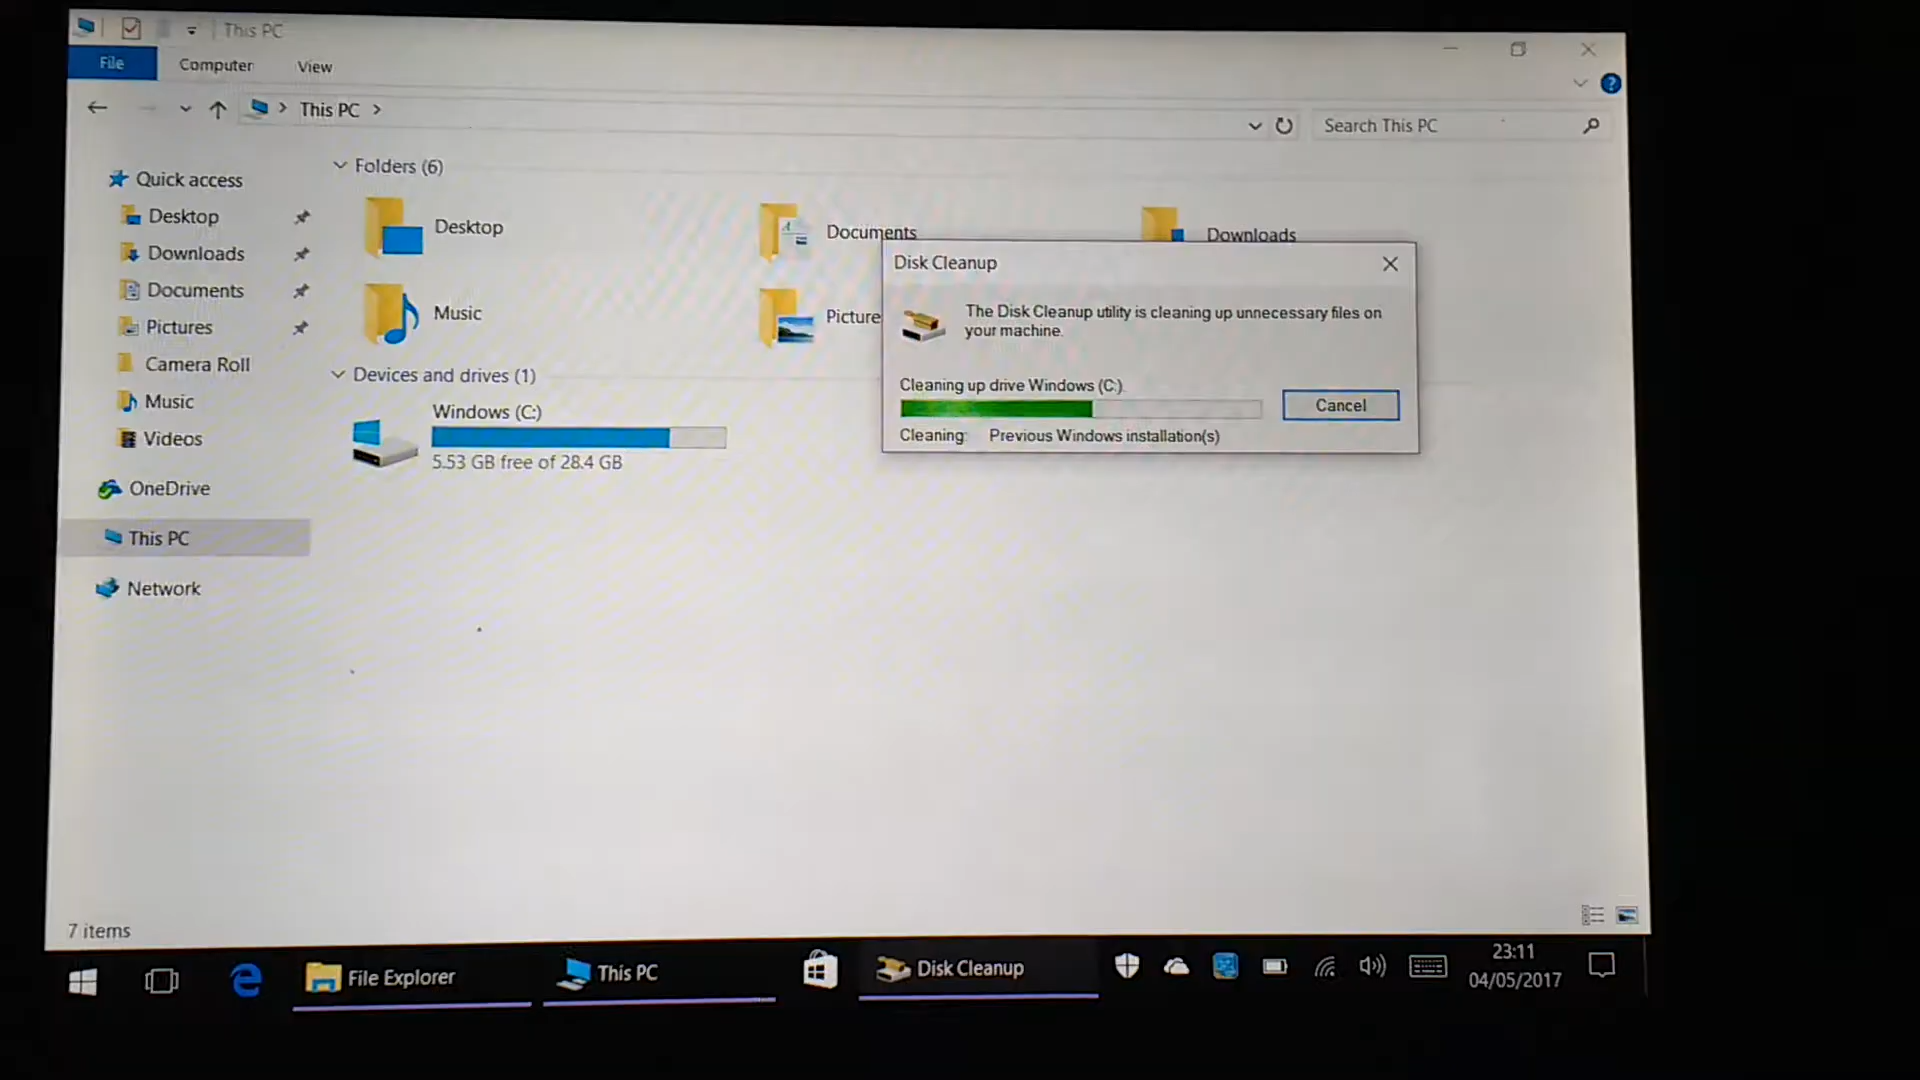 This PC
File
Computer
View
This PC
Search This PC
Quick access
Desktop
Downloads
Documents
Pictures
Camera Roll
Music
Videos
OneDrive
This PC
Network
Folders (6)
Desktop
Documents
Downloads
Music
Picture
Devices and drives (1)
Windows (C:)
5.53 GB free of 28.4 GB
Disk Cleanup
The Disk Cleanup utility is cleaning up unnecessary files on
your machine.
Cleaning up drive Windows (C:).
Cancel
Cleaning: Previous Windows installation(s)
7 items
File Explorer
This PC
Disk Cleanup
23:11
04/05/2017